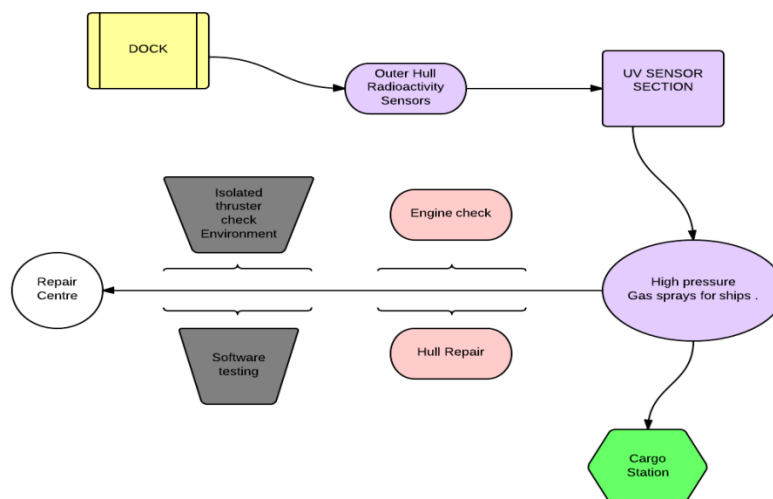 DOCK
Outer Hull
Radioactivity
Sensors
UV SENSOR
SECTION
Isolated
thruster
check
Environment
Engine check
Repair
Centre
High pressure
Gas sprays for ships .
Software
testing
Hull Repair
Cargo
Station